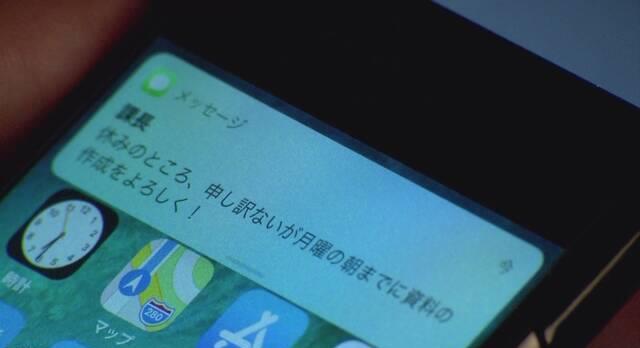 メッセージ
今
課長
休みのところ、申し訳ないが月曜の朝までに資料の
作成をよろしく！
時計
マップ
280